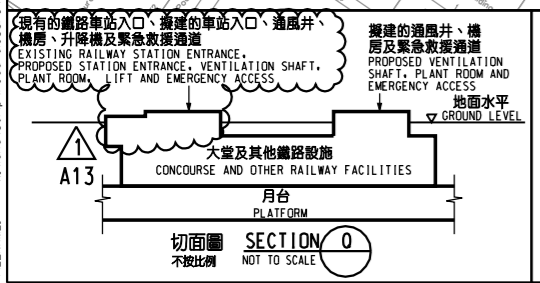 現有的鐵路車站入口、擬建的車站入口、通風井、
機房、升降機及緊急救援通道
EXISTING RAILWAY STATION ENTRANCE,
PROPOSED STATION ENTRANCE, VENTILATION SHAFT,
PLANT ROOM, LIFT AND EMERGENCY ACCESS
擬建的通風井、機
房及緊急救援通道
PROPOSED VENTILATION
SHAFT, PLANT ROOM AND
EMERGENCY ACCESS
地面水平
GROUND LEVEL
1
A13
大堂及其他鐵路設施
CONCOURSE AND OTHER RAILWAY FACILITIES
月台
PLATFORM
切面圖 SECTION Q
不按比例 NOT TO SCALE